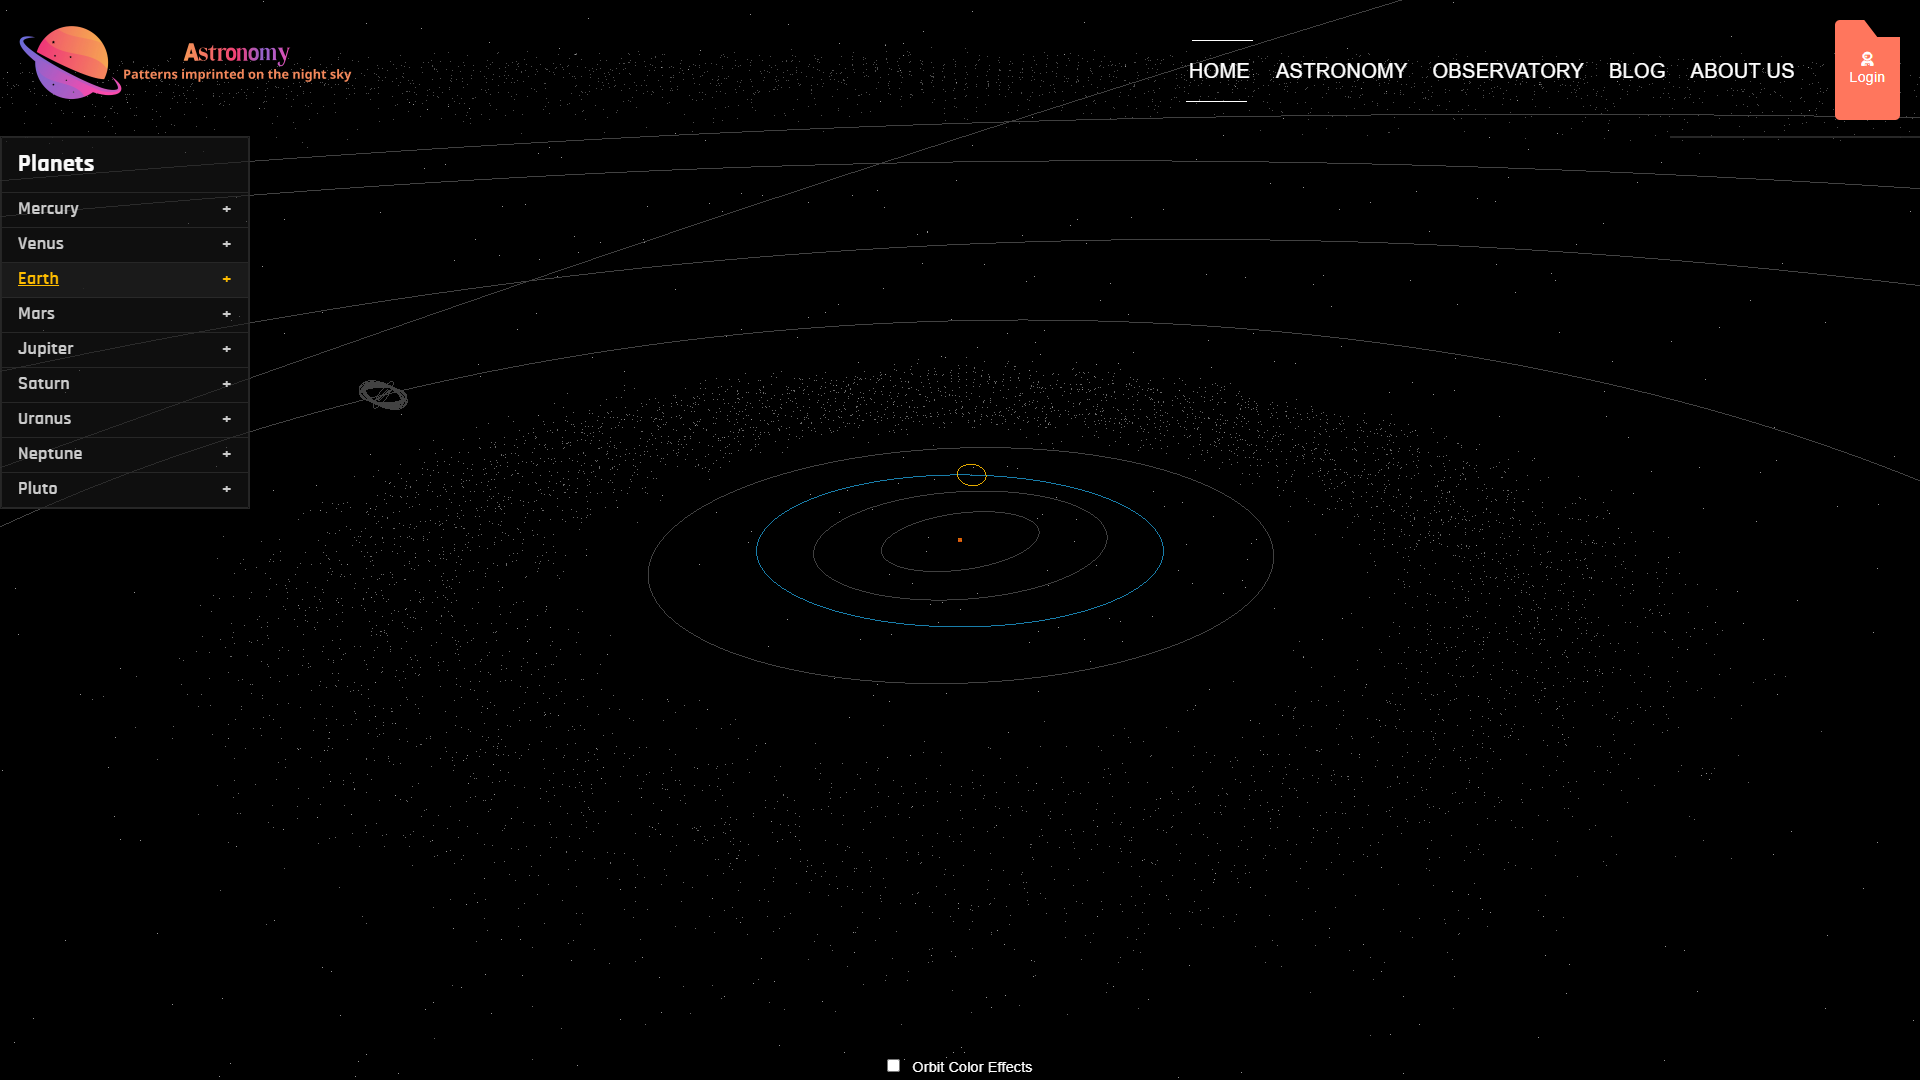 Astronomy
Patterns imprinted on the night sky
HOME ASTRONOMY OBSERVATORY BLOG ABOUT US
Login
Planets
Mercury +
Venus +
Earth +
Mars +
Jupiter +
Saturn +
Uranus +
Neptune +
Pluto +
Orbit Color Effects